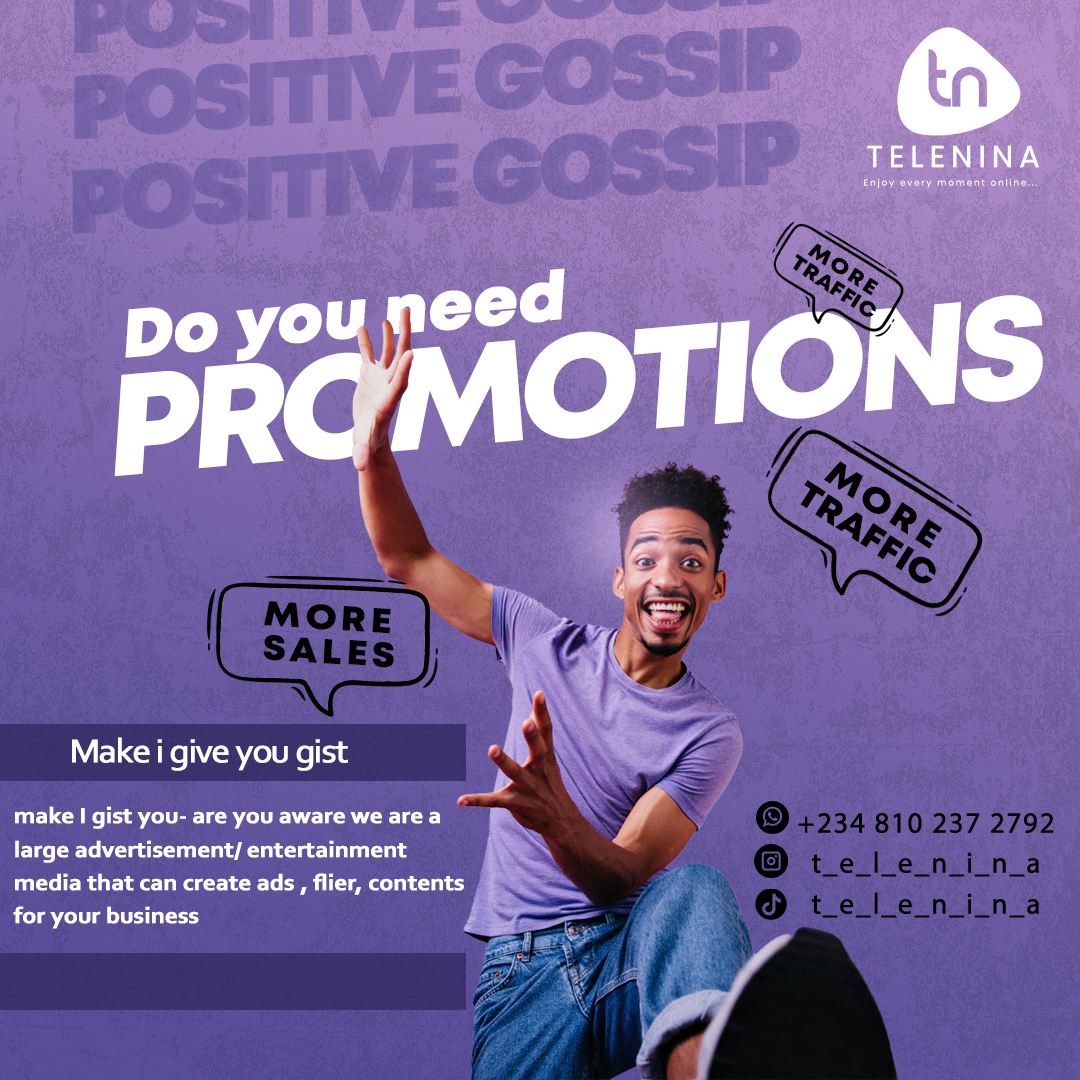 POSITIVE GOSSIP
POSITIVE GOSSIP
POSITIVE GOSSIP
tn
TELENINA
Enjoy every moment online...
Do you need
PROMOTIONS
MORE
TRAFFIC
MORE
TRAFFIC
MORE
SALES
Make i give you gist
make I gist you- are you aware we are a
large advertisement/ entertainment
media that can create ads , flier, contents
for your business
+234 810 237 2792
t_e_l_e_n_i_n_a
t_e_l_e_n_i_n_a